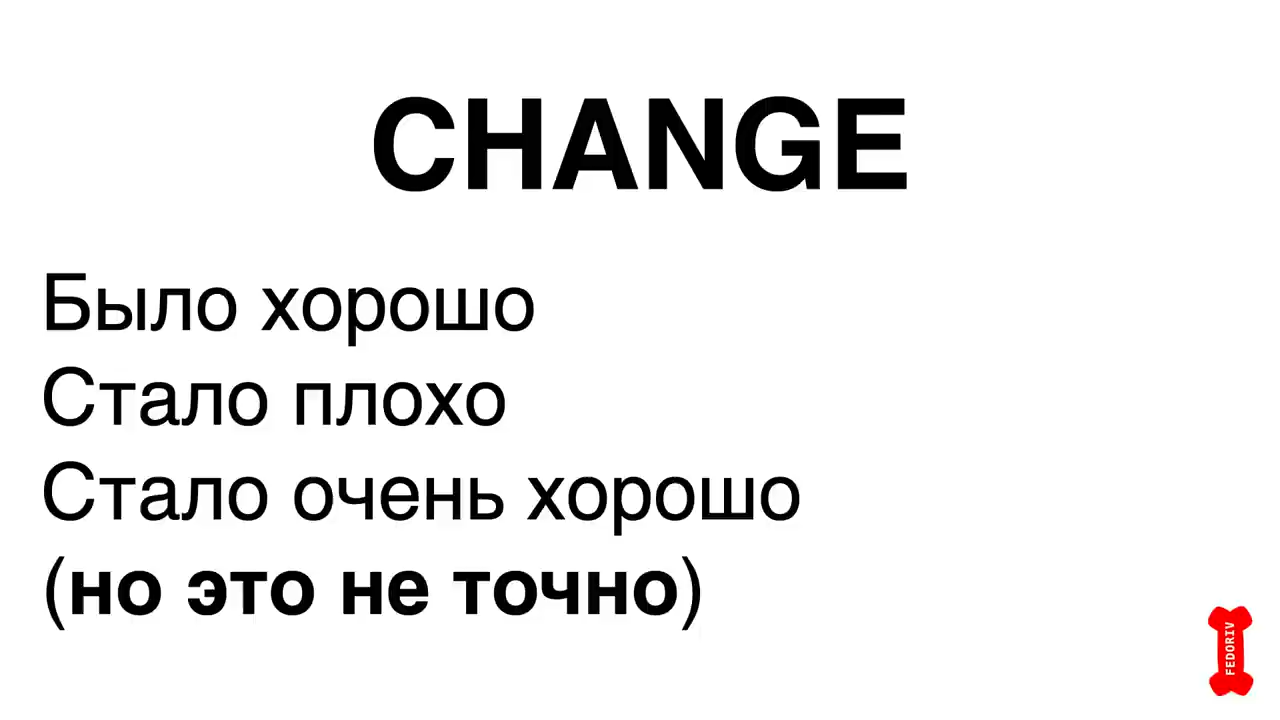 CHANGE
Было хорошо
Стало плохо
Стало очень хорошо
(но это не точно)
FEDORIV